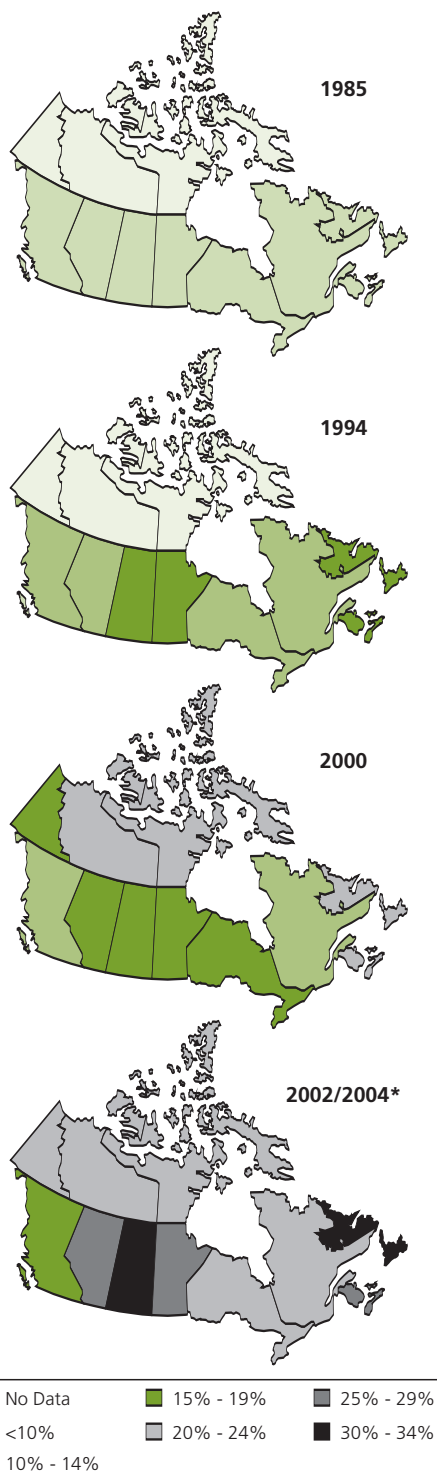 1985
1994
2000
2002/2004*
No Data 15% - 19% 25% - 29%
<10% 20% - 24% 30% - 34%
10% - 14%